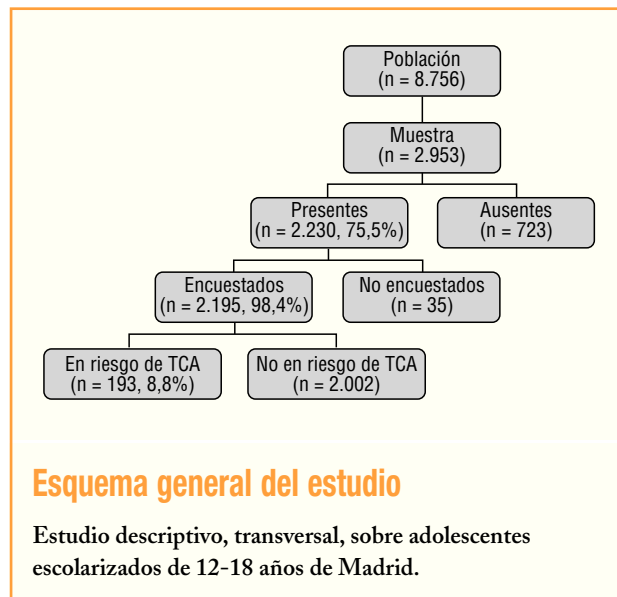 Población
(n = 8.756)
Muestra
(n = 2.953)
Presentes
(n = 2.230, 75,5%)
Ausentes
(n = 723)
Encuestados
(n = 2.195, 98,4%)
No encuestados
(n = 35)
En riesgo de TCA
(n = 193, 8,8%)
No en riesgo de TCA
(n = 2.002)
Esquema general del estudio
Estudio descriptivo, transversal, sobre adolescentes
escolarizados de 12-18 años de Madrid.